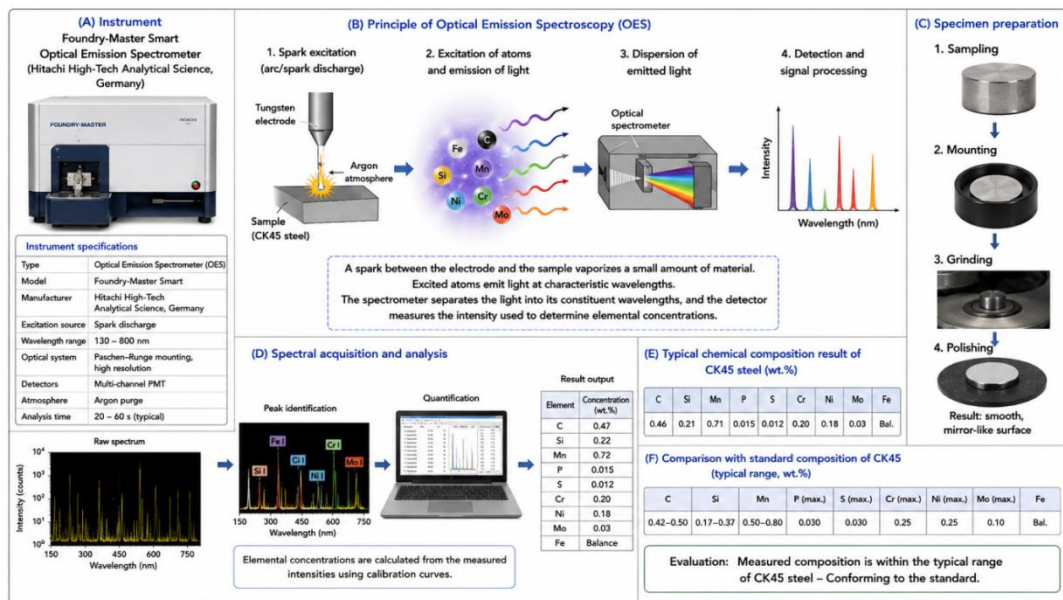 (A) Instrument
Foundry-Master Smart
Optical Emission Spectrometer
(Hitachi High-Tech Analytical Science,
Germany)
FOUNDRY-MASTER
HITACHI
Instrument specifications
Type Optical Emission Spectrometer (OES)
Model Foundry-Master Smart
Manufacturer Hitachi High-Tech
Analytical Science, Germany
Excitation source Spark discharge
Wavelength range 130 – 800 nm
Optical system Paschen–Runge mounting,
high resolution
Detectors Multi-channel PMT
Atmosphere Argon purge
Analysis time 20 – 60 s (typical)
(B) Principle of Optical Emission Spectroscopy (OES)
1. Spark excitation
(arc/spark discharge)
Tungsten
electrode
Argon
atmosphere
Sample
(CK45 steel)
2. Excitation of atoms
and emission of light
Fe
C
Si
Mn
Ni
Cr
Mo
3. Dispersion of
emitted light
Optical
spectrometer
4. Detection and
signal processing
Intensity
Wavelength (nm)
A spark between the electrode and the sample vaporizes a small amount of material.
Excited atoms emit light at characteristic wavelengths.
The spectrometer separates the light into its constituent wavelengths, and the detector
measures the intensity used to determine elemental concentrations.
(C) Specimen preparation
1. Sampling
2. Mounting
3. Grinding
4. Polishing
Result: smooth,
mirror-like surface
Raw spectrum
Intensity (counts)
10⁴
10³
10²
10¹
10⁰
150 300 450 600 750
Wavelength (nm)
(D) Spectral acquisition and analysis
Peak identification
Fe I
Cr I
Si I
Ci I
Ni I
Mo I
150 300 450 600 750
Wavelength (nm)
Quantification
Result output
Element Concentration
(wt.%)
C 0.47
Si 0.22
Mn 0.72
P 0.015
S 0.012
Cr 0.20
Ni 0.18
Mo 0.03
Fe Balance
Elemental concentrations are calculated from the measured
intensities using calibration curves.
(E) Typical chemical composition result of
CK45 steel (wt.%)
C Si Mn P S Cr Ni Mo Fe
0.46 0.21 0.71 0.015 0.012 0.20 0.18 0.03 Bal.
(F) Comparison with standard composition of CK45
(typical range, wt.%)
C Si Mn P (max.) S (max.) Cr (max.) Ni (max.) Mo (max.) Fe
0.42–0.50 0.17–0.37 0.50–0.80 0.030 0.030 0.25 0.25 0.10 Bal.
Evaluation: Measured composition is within the typical range
of CK45 steel – Conforming to the standard.